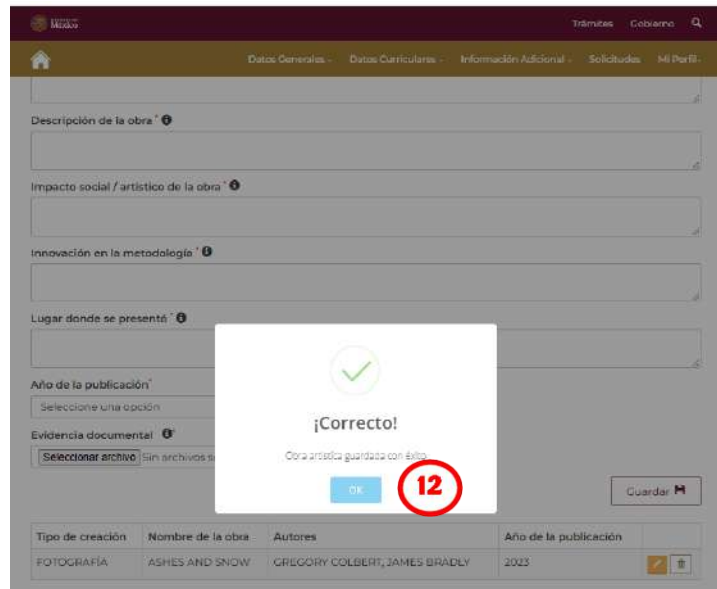 México
Trámites Gobierno
Datos Generales Datos Curriculares Información Adicional Solicitudes Mi Perfil
Descripción de la obra *
Impacto social / artístico de la obra *
Innovación en la metodología *
Lugar donde se presentó *
Año de la publicación *
Seleccione una opción
Evidencia documental *
Seleccionar archivo Sin archivos
¡Correcto!
Obra artística guardada con éxito
OK
12
Guardar
Tipo de creación Nombre de la obra Autores Año de la publicación
FOTOGRAFÍA ASHES AND SNOW GREGORY COLBERT, JAMES BRADLY 2023